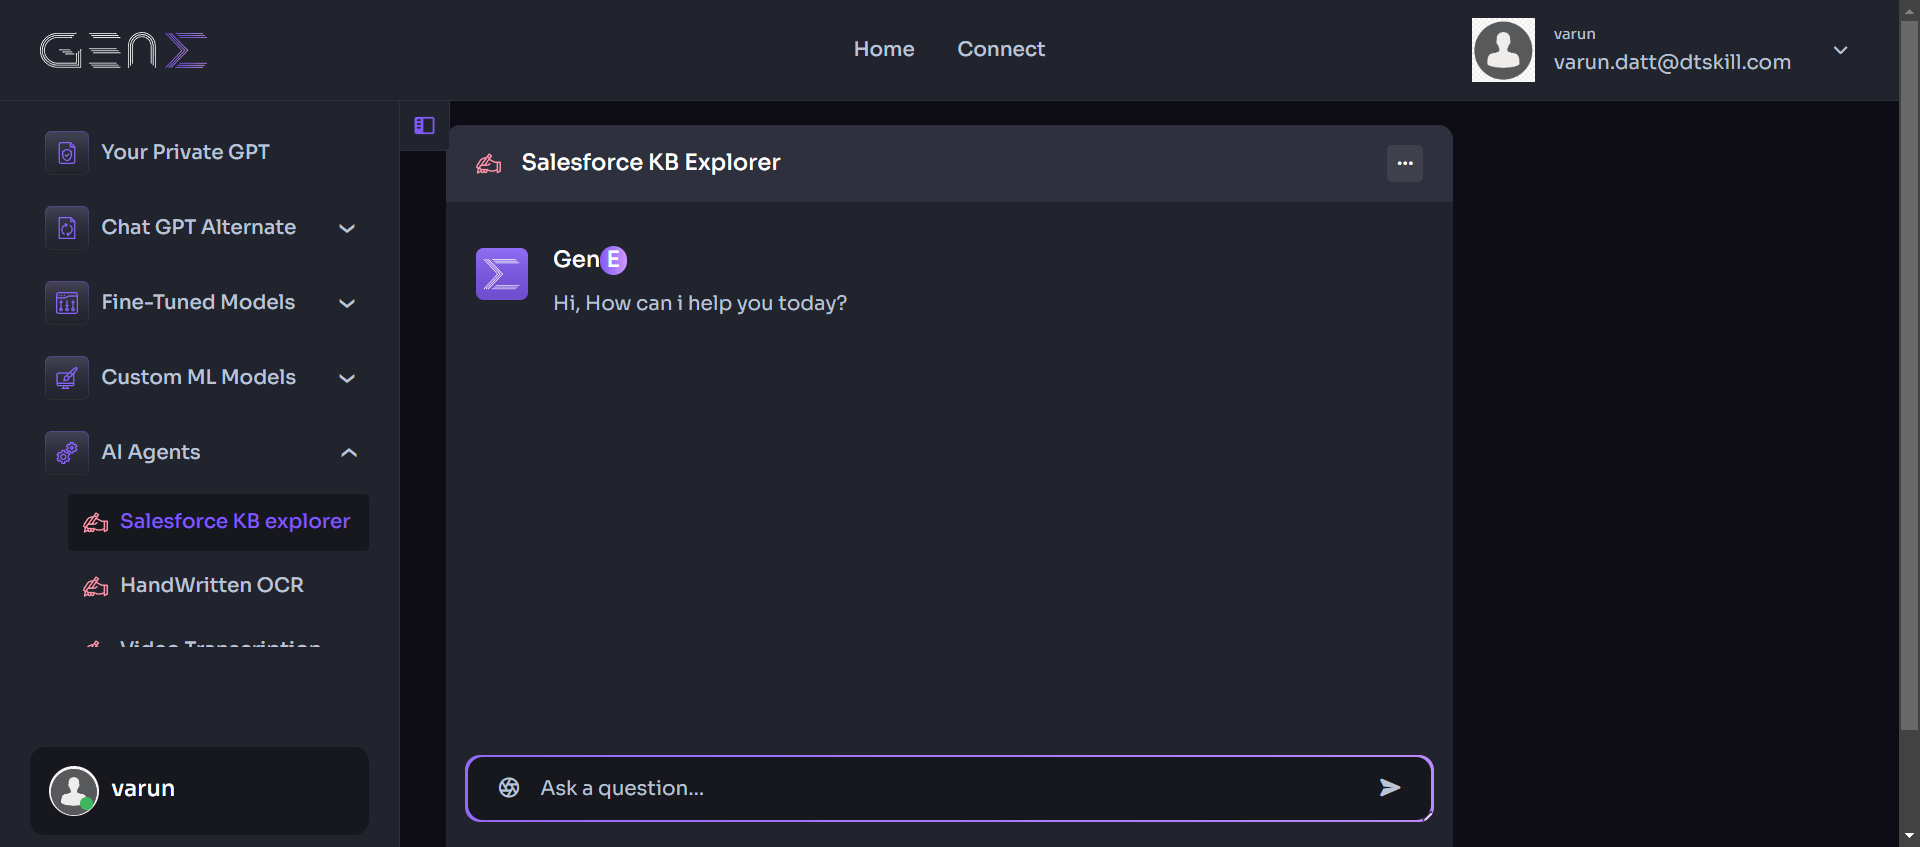 GENΣ
Home
Connect
varun
varun.datt@dtskill.com
Your Private GPT
Chat GPT Alternate
Fine-Tuned Models
Custom ML Models
AI Agents
Salesforce KB explorer
HandWritten OCR
Video Transcription
varun
Salesforce KB Explorer
GenE
Hi, How can i help you today?
Ask a question...